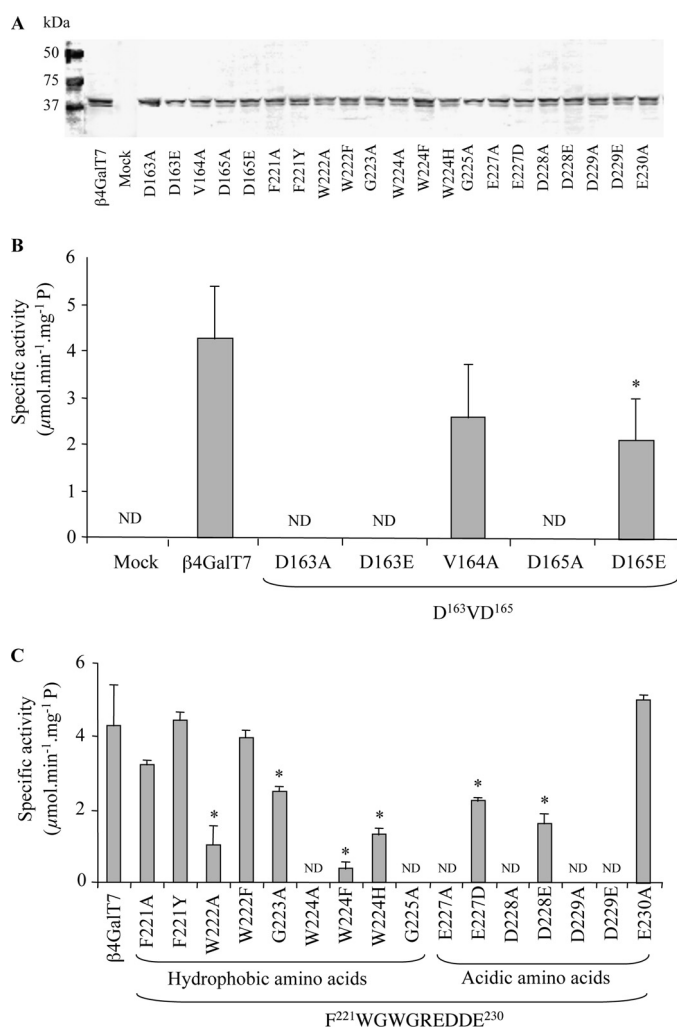 A
kDa
50
75
37
β4GalT7 Mock D163A D163E V164A D165A D165E F221A F221Y W222A W222F G223A W224A W224F W224H G225A E227A E227D D228A D228E D229A D229E E230A
B
Specific activity
(μmol.min⁻¹.mg⁻¹ P)
6
5
4
3
2
1
0
ND ND ND ND *
Mock β4GalT7 D163A D163E V164A D165A D165E
D¹⁶³VD¹⁶⁵
C
Specific activity
(μmol.min⁻¹.mg⁻¹ P)
6
4
2
0
* * ND * * ND ND * ND * ND ND
β4GalT7 F221A F221Y W222A W222F G223A W224A W224F W224H G225A E227A E227D D228A D228E D229A D229E E230A
Hydrophobic amino acids Acidic amino acids
F²²¹WGWGREDDE²³⁰